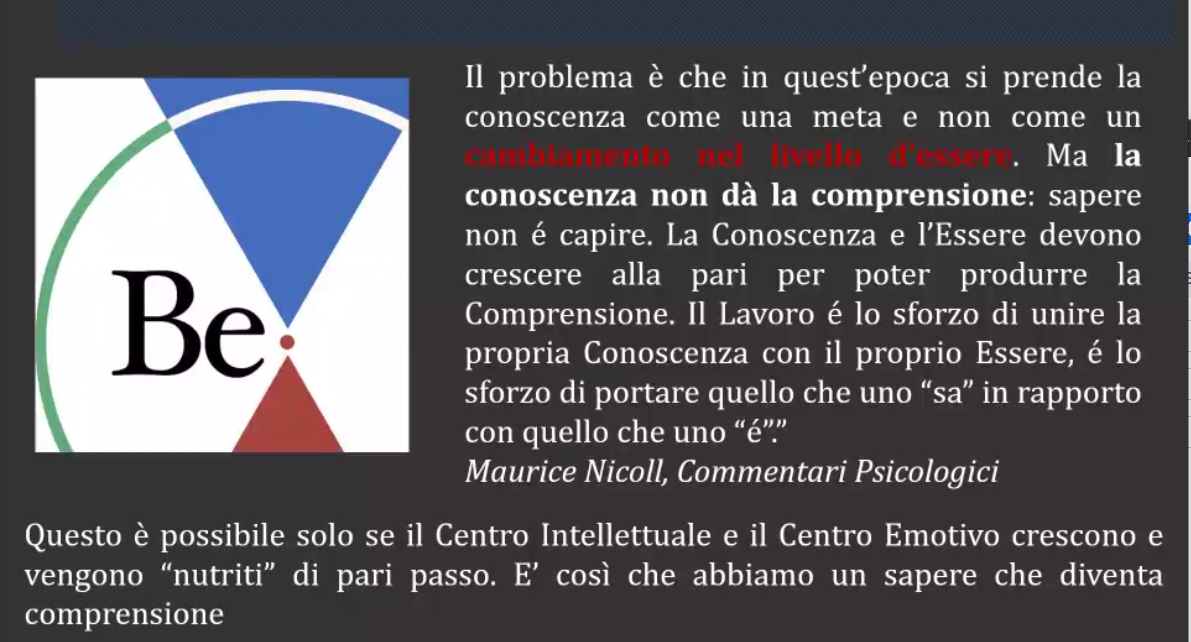 Be
Il problema è che in quest’epoca si prende la
conoscenza come una meta e non come un
cambiamento nel livello d’essere. Ma la
conoscenza non dà la comprensione: sapere
non é capire. La Conoscenza e l’Essere devono
crescere alla pari per poter produrre la
Comprensione. Il Lavoro é lo sforzo di unire la
propria Conoscenza con il proprio Essere, é lo
sforzo di portare quello che uno “sa” in rapporto
con quello che uno “é”.”
Maurice Nicoll, Commentari Psicologici
Questo è possibile solo se il Centro Intellettuale e il Centro Emotivo crescono e
vengono “nutriti” di pari passo. E’ così che abbiamo un sapere che diventa
comprensione